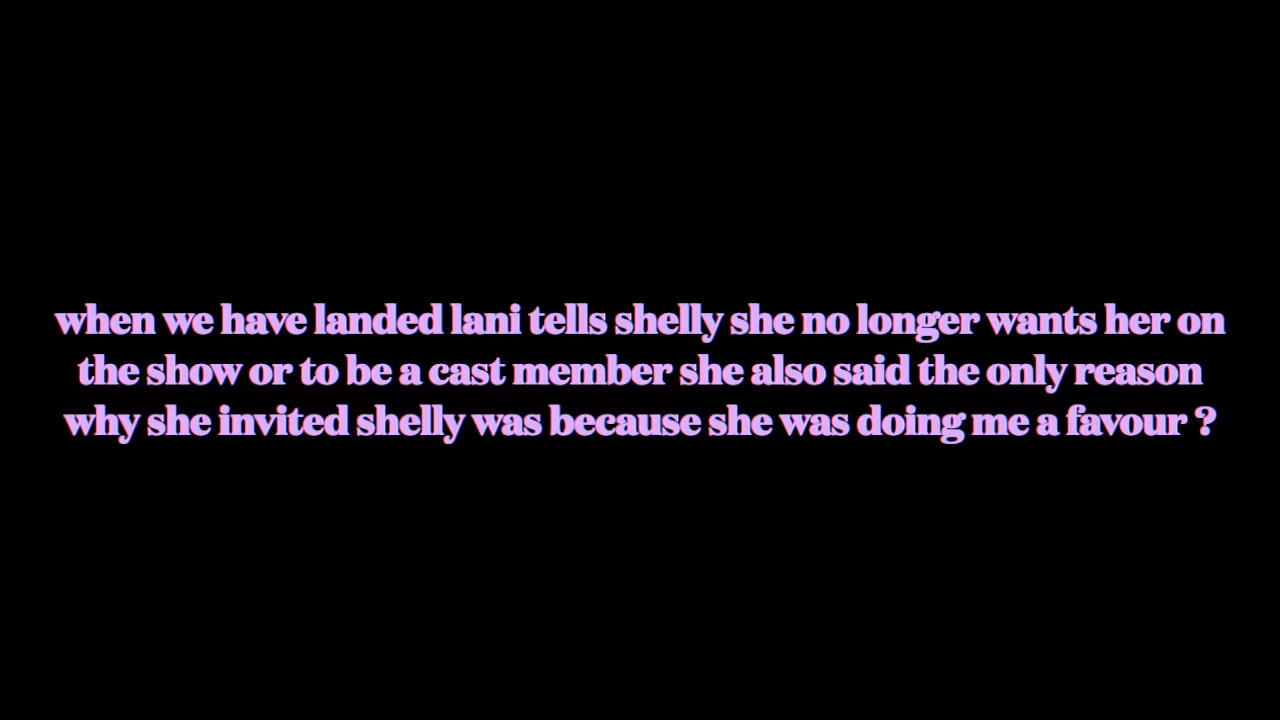 when we have landed lani tells shelly she no longer wants her on
the show or to be a cast member she also said the only reason
why she invited shelly was because she was doing me a favour ?